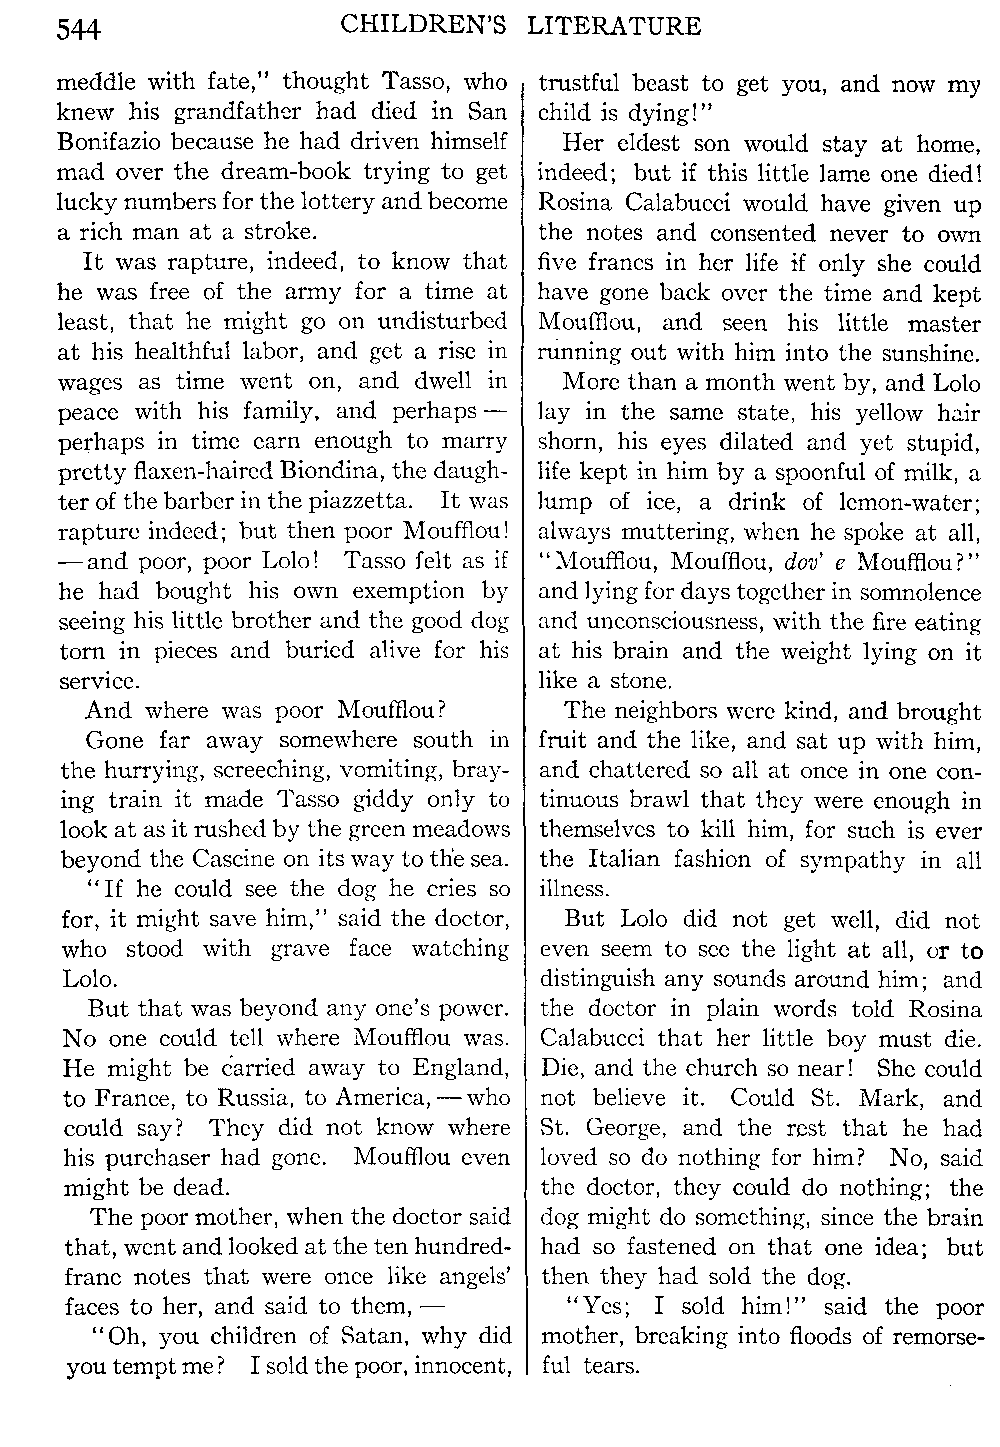 544
CHILDREN'S LITERATURE
meddle with fate," thought Tasso, who
knew his grandfather had died in San
Bonifazio because he had driven himself
mad over the dream-book trying to get
lucky numbers for the lottery and become
a rich man at a stroke.
It was rapture, indeed, to know that
he was free of the army for a time at
least, that he might go on undisturbed
at his healthful labor, and get a rise in
wages as time went on, and dwell in
peace with his family, and perhaps —
perhaps in time earn enough to marry
pretty flaxen-haired Biondina, the daugh-
ter of the barber in the piazzetta. It was
rapture indeed; but then poor Moufflou!
—and poor, poor Lolo! Tasso felt as if
he had bought his own exemption by
seeing his little brother and the good dog
torn in pieces and buried alive for his
service.
And where was poor Moufflou?
Gone far away somewhere south in
the hurrying, screeching, vomiting, bray-
ing train it made Tasso giddy only to
look at as it rushed by the green meadows
beyond the Cascine on its way to the sea.
"If he could see the dog he cries so
for, it might save him," said the doctor,
who stood with grave face watching
Lolo.
But that was beyond any one's power.
No one could tell where Moufflou was.
He might be carried away to England,
to France, to Russia, to America, — who
could say? They did not know where
his purchaser had gone. Moufflou even
might be dead.
The poor mother, when the doctor said
that, went and looked at the ten hundred-
franc notes that were once like angels'
faces to her, and said to them, —
"Oh, you children of Satan, why did
you tempt me? I sold the poor, innocent,
trustful beast to get you, and now my
child is dying!"
Her eldest son would stay at home,
indeed; but if this little lame one died!
Rosina Calabucci would have given up
the notes and consented never to own
five francs in her life if only she could
have gone back over the time and kept
Moufflou, and seen his little master
running out with him into the sunshine.
More than a month went by, and Lolo
lay in the same state, his yellow hair
shorn, his eyes dilated and yet stupid,
life kept in him by a spoonful of milk, a
lump of ice, a drink of lemon-water;
always muttering, when he spoke at all,
"Moufflou, Moufflou, dov' e Moufflou?"
and lying for days together in somnolence
and unconsciousness, with the fire eating
at his brain and the weight lying on it
like a stone.
The neighbors were kind, and brought
fruit and the like, and sat up with him,
and chattered so all at once in one con-
tinuous brawl that they were enough in
themselves to kill him, for such is ever
the Italian fashion of sympathy in all
illness.
But Lolo did not get well, did not
even seem to see the light at all, or to
distinguish any sounds around him; and
the doctor in plain words told Rosina
Calabucci that her little boy must die.
Die, and the church so near! She could
not believe it. Could St. Mark, and
St. George, and the rest that he had
loved so do nothing for him? No, said
the doctor, they could do nothing; the
dog might do something, since the brain
had so fastened on that one idea; but
then they had sold the dog.
"Yes; I sold him!" said the poor
mother, breaking into floods of remorse-
ful tears.